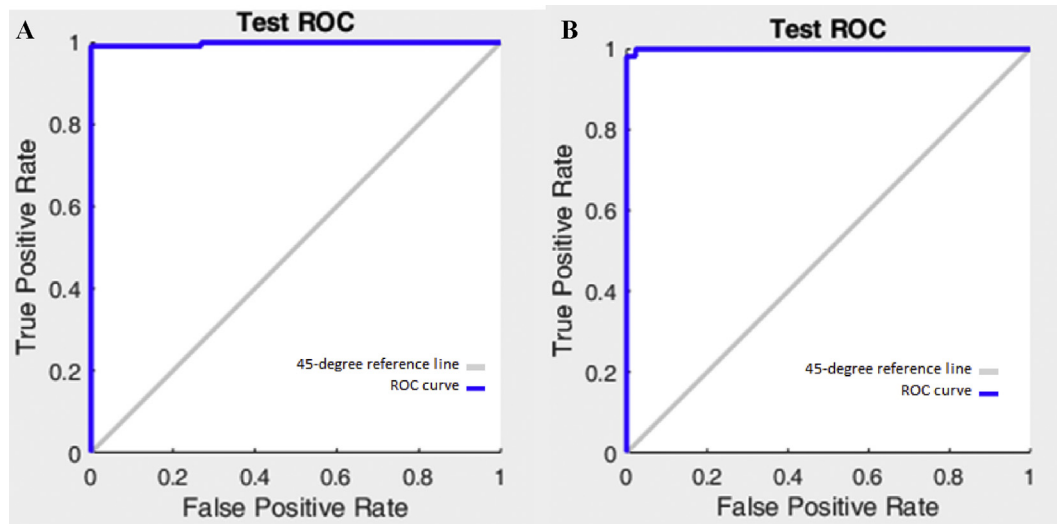 A
Test ROC
1
0.8
0.6
0.4
0.2
0
True Positive Rate
45-degree reference line
ROC curve
0 0.2 0.4 0.6 0.8 1
False Positive Rate
B
Test ROC
1
0.8
0.6
0.4
0.2
0
True Positive Rate
45-degree reference line
ROC curve
0 0.2 0.4 0.6 0.8 1
False Positive Rate